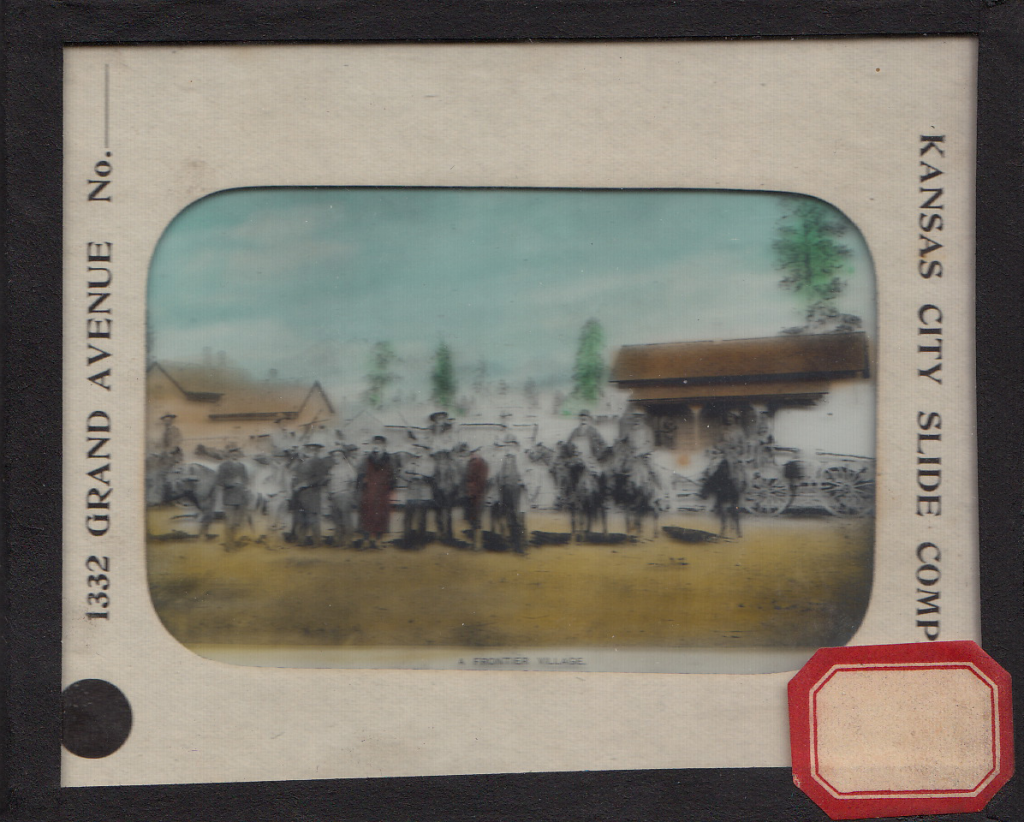 1332 GRAND AVENUE No.
KANSAS CITY SLIDE COMP
A FRONTIER VILLAGE.